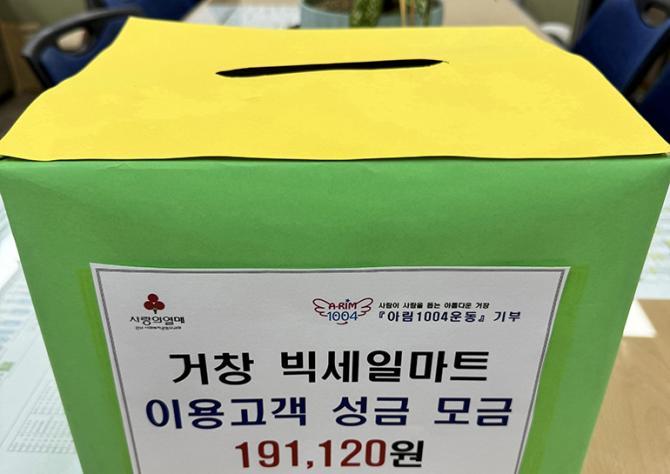 사랑의열매
A·RIM
1004
사람이 사랑을 돕는 아름다운 거창
『아림1004운동』 기부
거창 빅세일마트
이용고객 성금 모금
191,120원